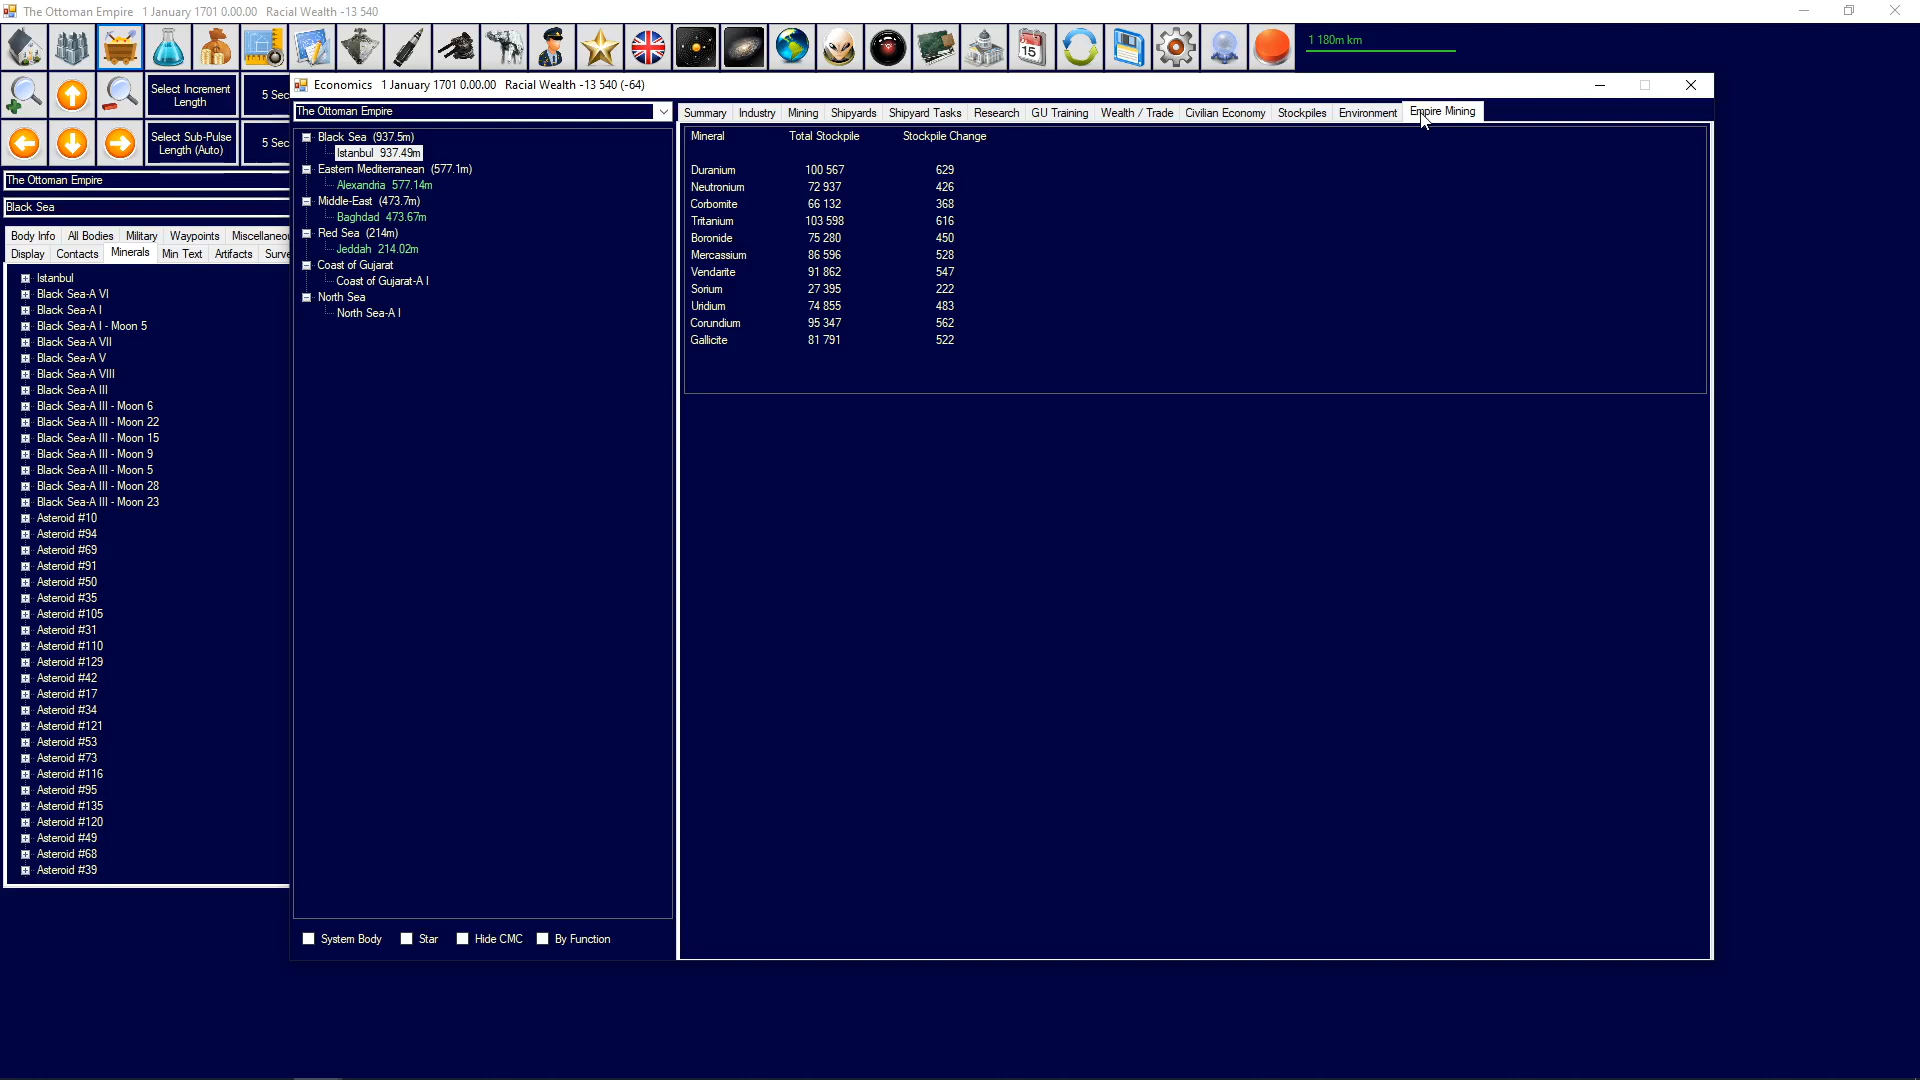 The Ottoman Empire 1 January 1701 0.00.00 Racial Wealth -13 540
15
1 180m km
Select Increment Length
5 Sec
Select Sub-Pulse Length (Auto)
5 Sec
The Ottoman Empire
Black Sea
Body Info All Bodies Military Waypoints Miscellaneou
Display Contacts Minerals Min Text Artifacts Surve
Istanbul
Black Sea-A VI
Black Sea-A I
Black Sea-A I - Moon 5
Black Sea-A VII
Black Sea-A V
Black Sea-A VIII
Black Sea-A III
Black Sea-A III - Moon 6
Black Sea-A III - Moon 22
Black Sea-A III - Moon 15
Black Sea-A III - Moon 9
Black Sea-A III - Moon 5
Black Sea-A III - Moon 28
Black Sea-A III - Moon 23
Asteroid #10
Asteroid #94
Asteroid #69
Asteroid #91
Asteroid #50
Asteroid #35
Asteroid #105
Asteroid #31
Asteroid #110
Asteroid #129
Asteroid #42
Asteroid #17
Asteroid #34
Asteroid #121
Asteroid #53
Asteroid #73
Asteroid #116
Asteroid #95
Asteroid #135
Asteroid #120
Asteroid #49
Asteroid #68
Asteroid #39
Economics 1 January 1701 0.00.00 Racial Wealth -13 540 (-64)
The Ottoman Empire
Black Sea (937.5m)
Istanbul 937.49m
Eastern Mediterranean (577.1m)
Alexandria 577.14m
Middle-East (473.7m)
Baghdad 473.67m
Red Sea (214m)
Jeddah 214.02m
Coast of Gujarat
Coast of Gujarat-A I
North Sea
North Sea-A I
System Body Star Hide CMC By Function
Summary Industry Mining Shipyards Shipyard Tasks Research GU Training Wealth / Trade Civilian Economy Stockpiles Environment Empire Mining
Mineral Total Stockpile Stockpile Change
Duranium 100 567 629
Neutronium 72 937 426
Corbomite 66 132 368
Tritanium 103 598 616
Boronide 75 280 450
Mercassium 86 596 528
Vendarite 91 862 547
Sorium 27 395 222
Uridium 74 855 483
Corundium 95 347 562
Gallicite 81 791 522